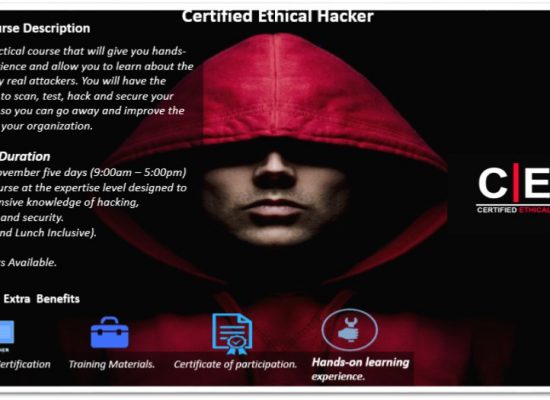 Certified Ethical Hacker
urse Description
ctical course that will give you hands-
rience and allow you to learn about the
y real attackers. You will have the
to scan, test, hack and secure your
so you can go away and improve the
your organization.
Duration
ovember five days (9:00am – 5:00pm)
urse at the expertise level designed to
nsive knowledge of hacking,
and security.
nd Lunch Inclusive).
s Available.
C|E
CERTIFIED ETHICAL
Extra Benefits
ertification
Training Materials.
Certificate of participation.
Hands-on learning
experience.